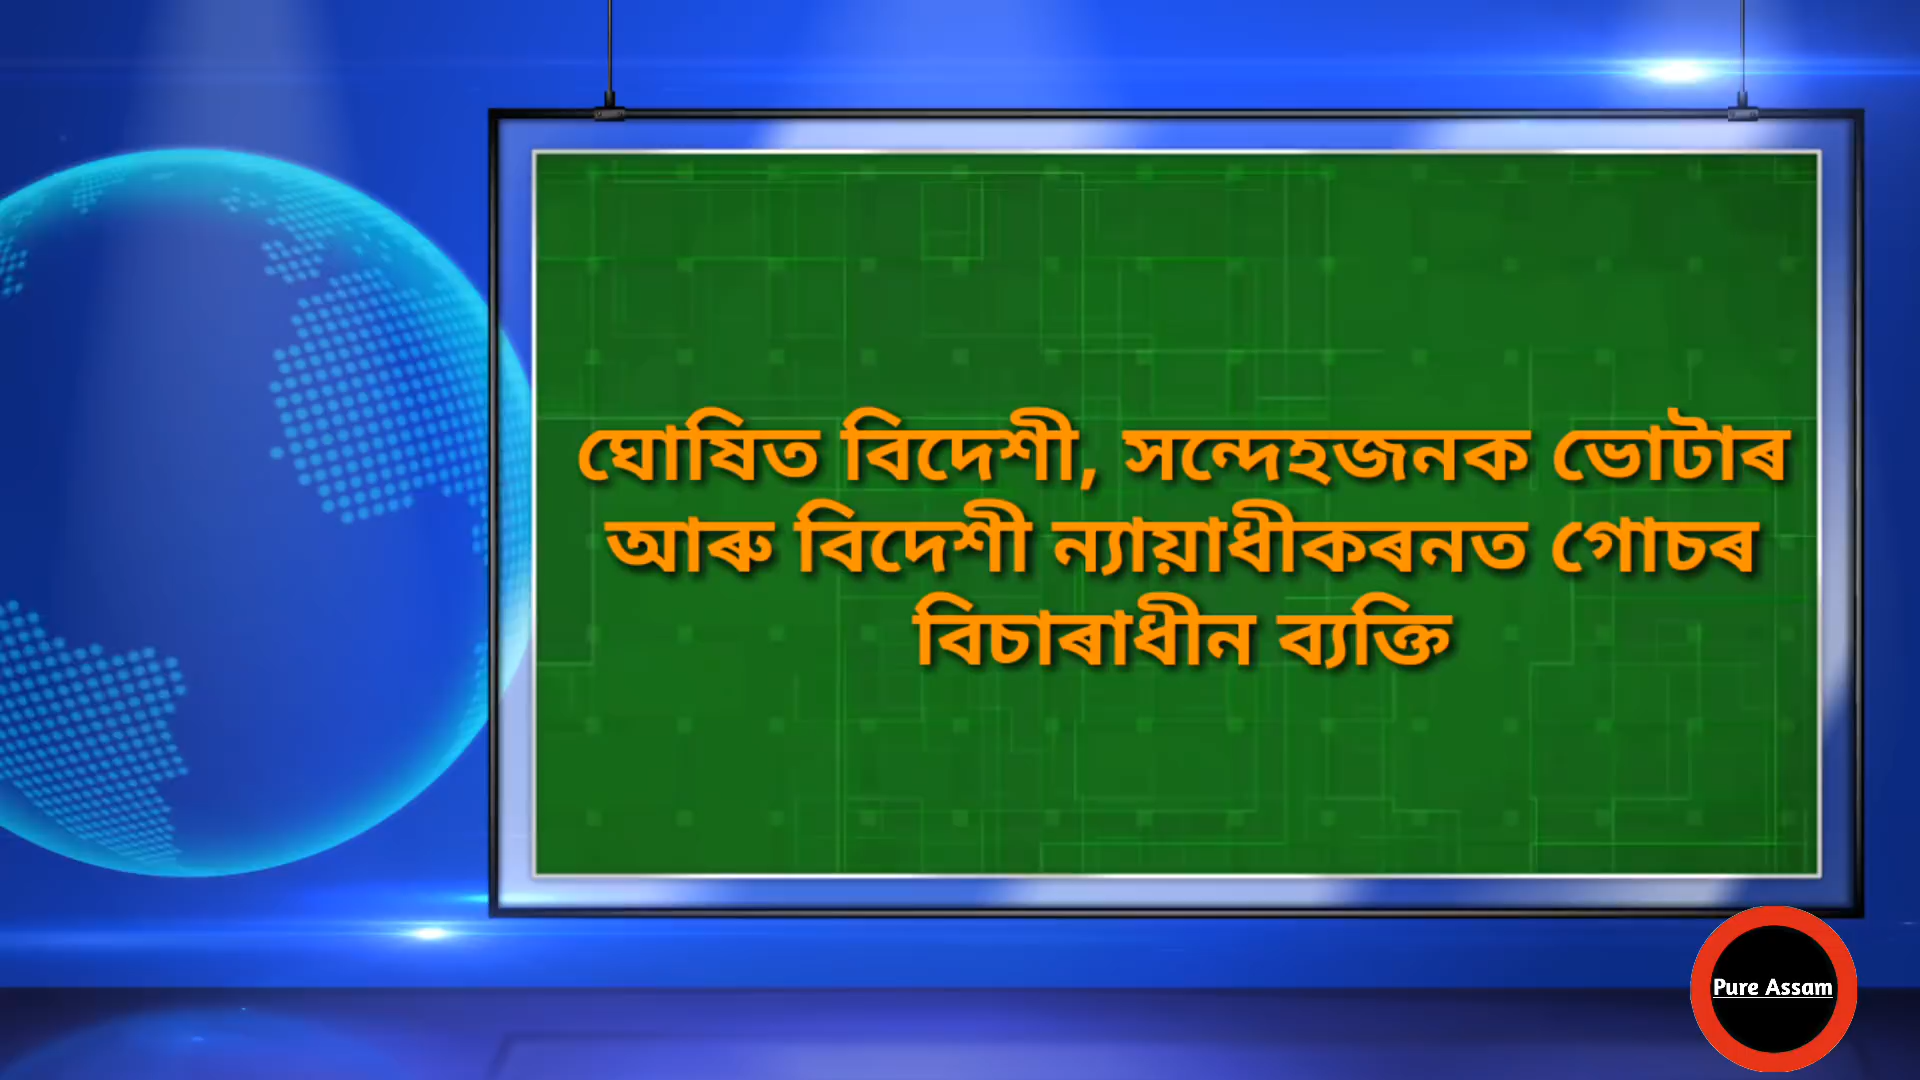 ঘোষিত বিদেশী, সন্দেহজনক ভোটাৰ
আৰু বিদেশী ন্যায়াধীকৰনত গোচৰ
বিচাৰাধীন ব্যক্তি
Pure Assam